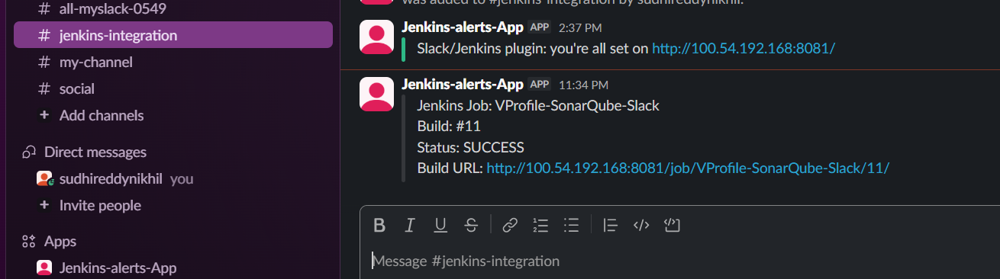 all-myslack-0549
jenkins-integration
my-channel
social
Add channels
Direct messages
sudhireddynikhil you
Invite people
Apps
Jenkins-alerts-App
was added to #jenkins-integration by sudhireddynikhil.
Jenkins-alerts-App APP 2:37 PM
Slack/Jenkins plugin: you're all set on http://100.54.192.168:8081/
Jenkins-alerts-App APP 11:34 PM
Jenkins Job: VProfile-SonarQube-Slack
Build: #11
Status: SUCCESS
Build URL: http://100.54.192.168:8081/job/VProfile-SonarQube-Slack/11/
B I U S
Message #jenkins-integration